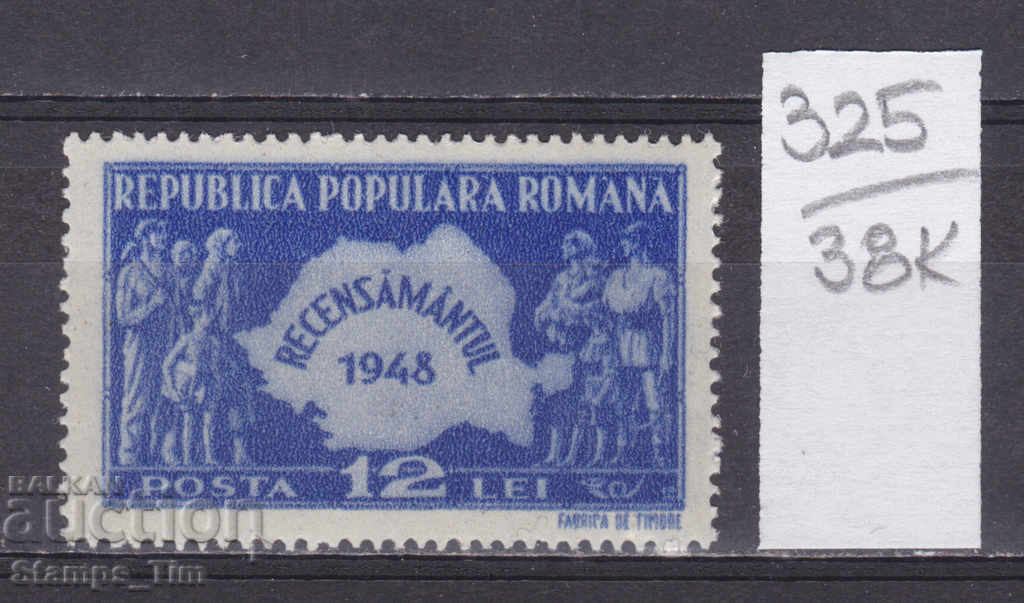 REPUBLICA POPULARA ROMANA
RECENSĂMÂNTUL
1948
POSTA 12 LEI
FABRICA DE TIMBRE
325
38K
BALKAN
auction
Stamps_Tim